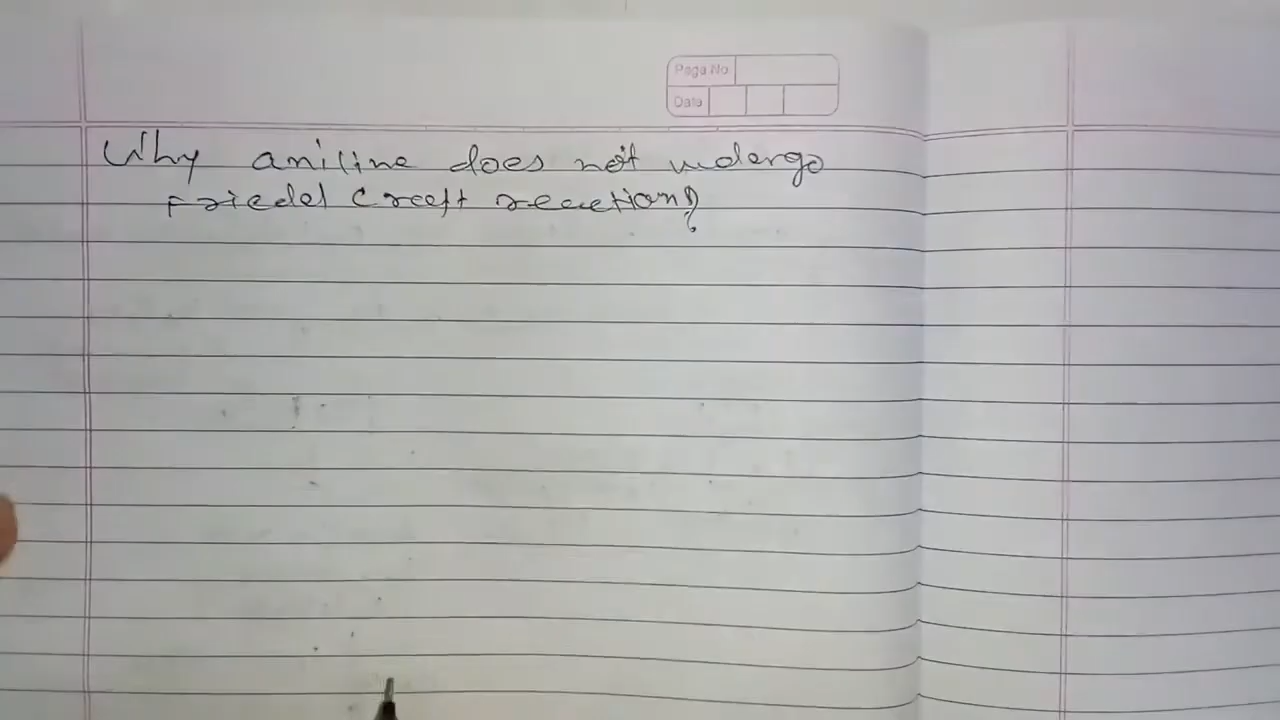 Page No.
Date
Why aniline does not undergo
Friedel Craft reaction?